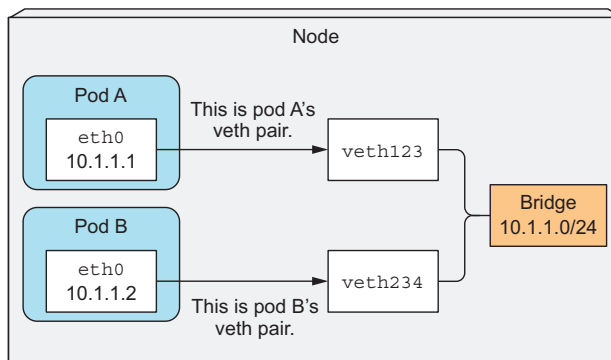 Node
Pod A
eth0
10.1.1.1
This is pod A's
veth pair.
veth123
Bridge
10.1.1.0/24
Pod B
eth0
10.1.1.2
This is pod B's
veth pair.
veth234